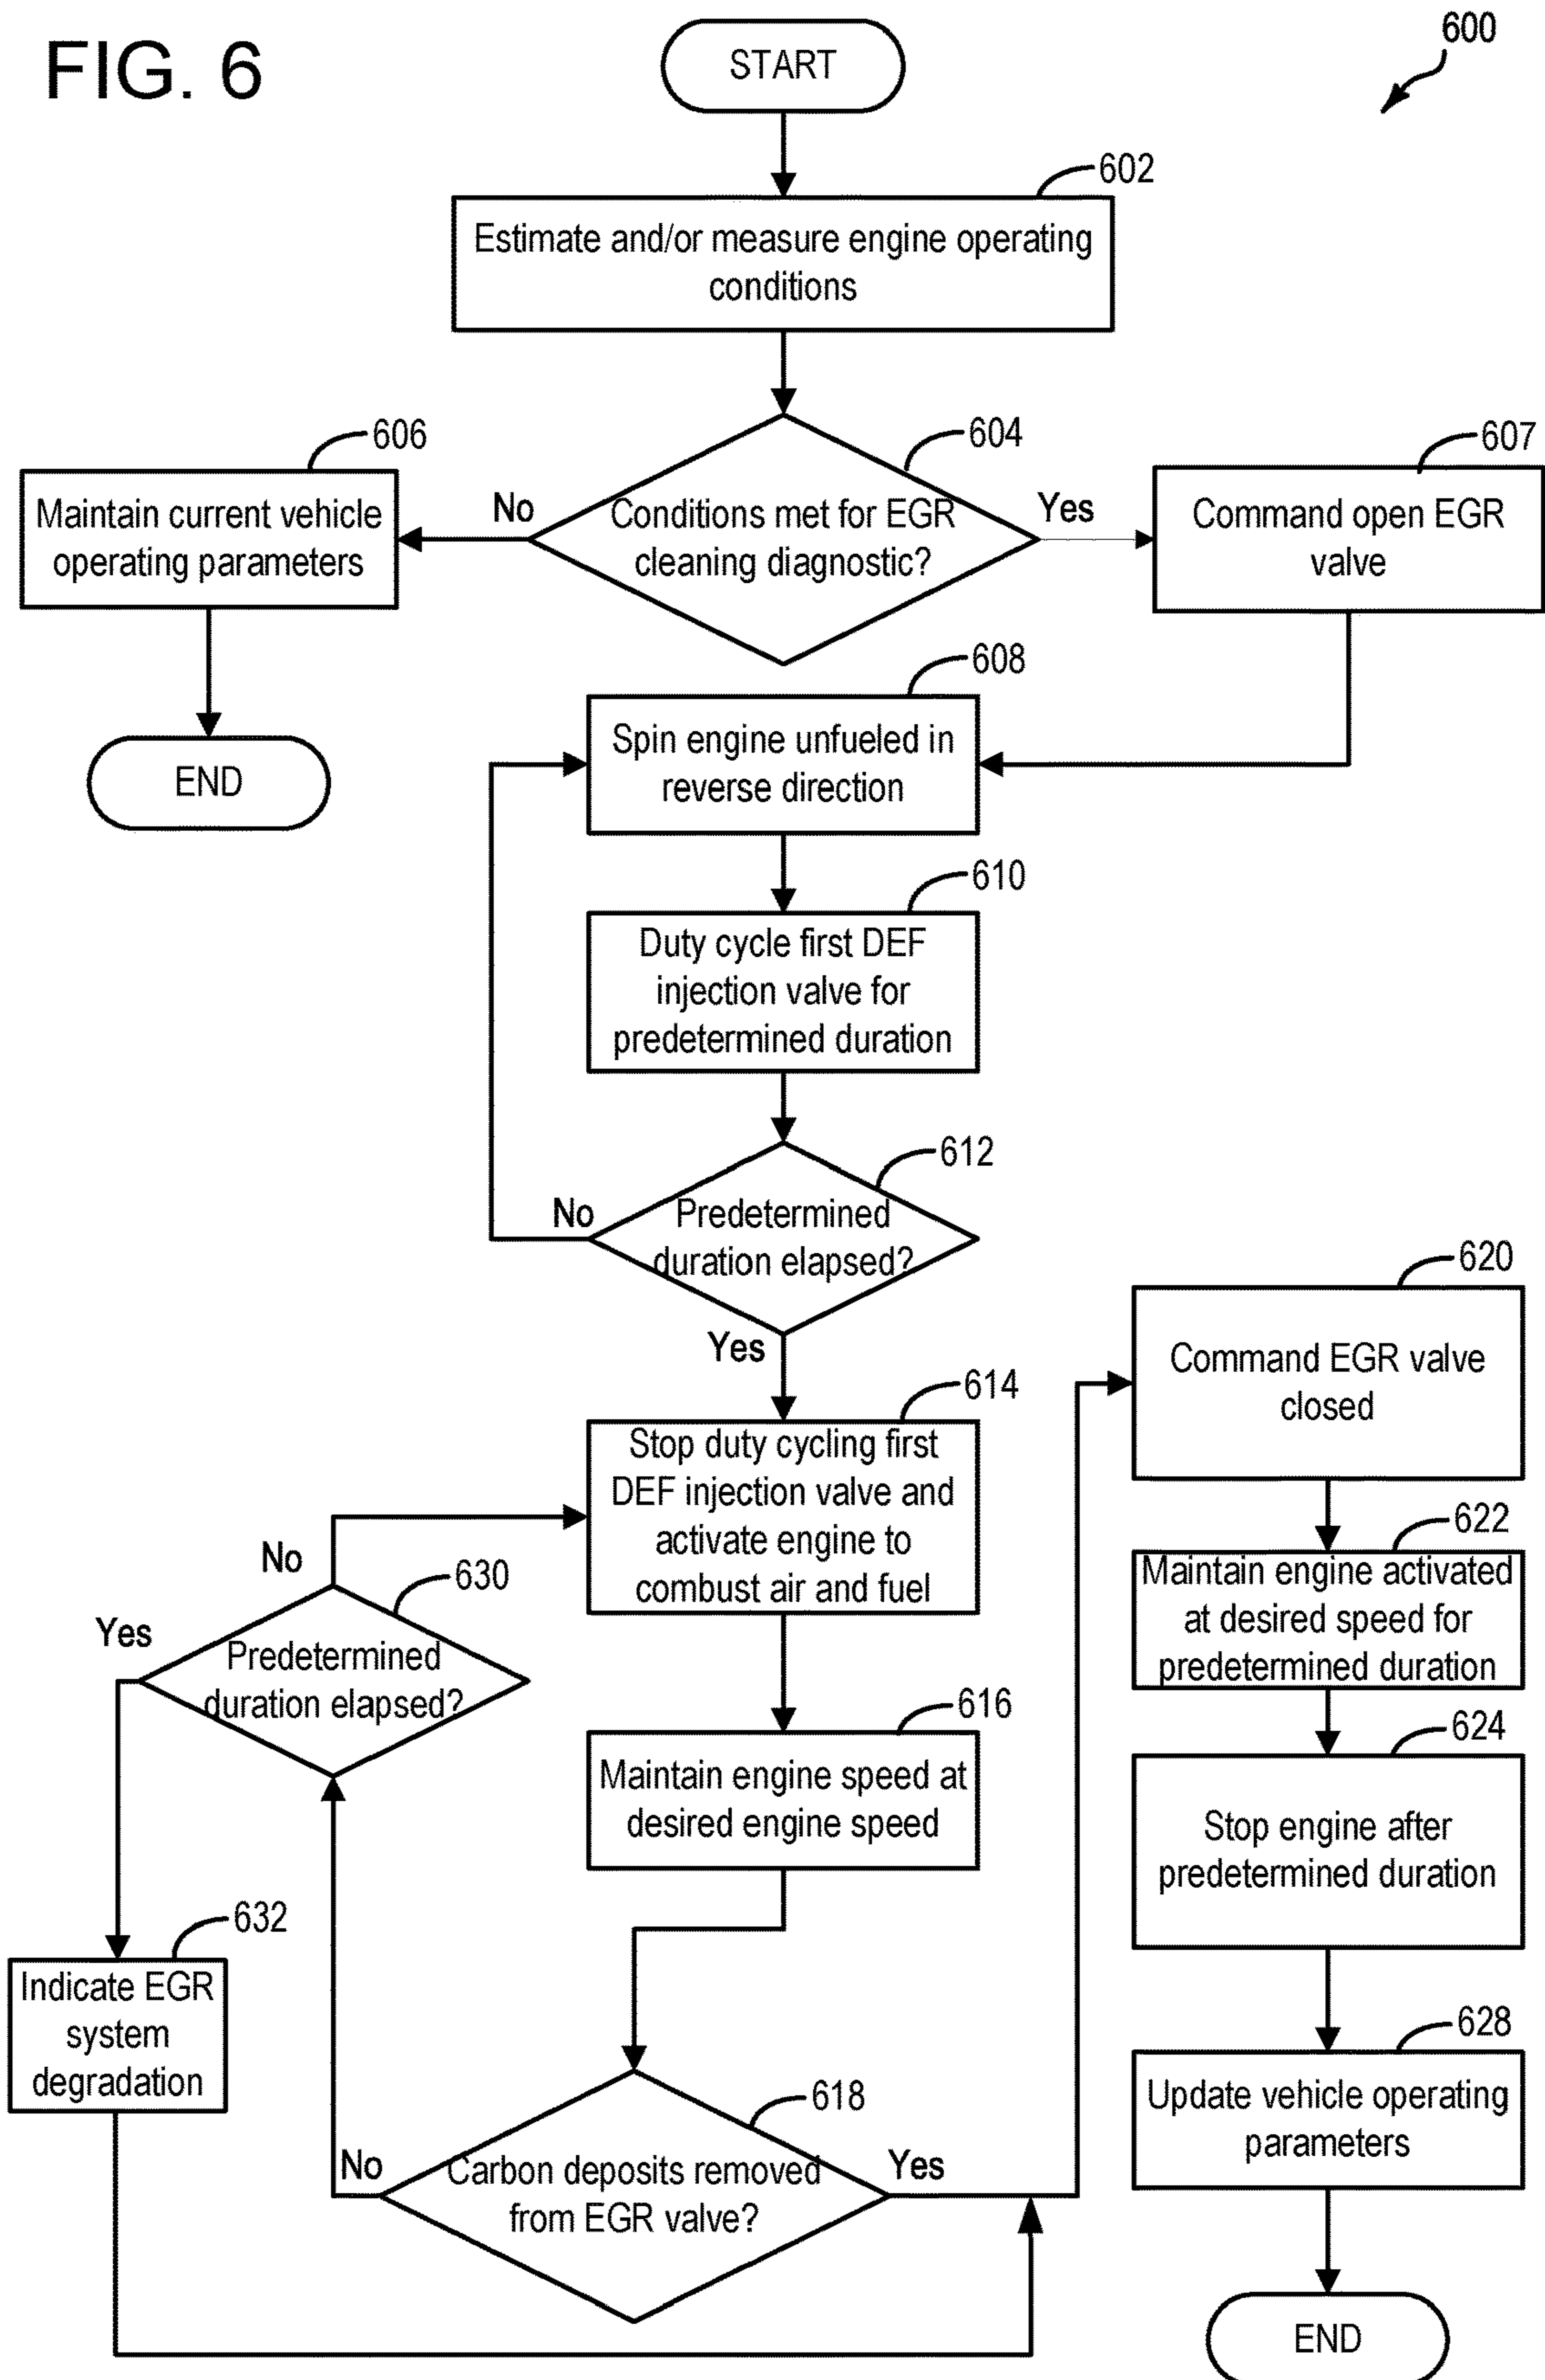 FIG. 6
600
START
602
Estimate and/or measure engine operating
conditions
604
Conditions met for EGR
cleaning diagnostic?
No
Yes
606
Maintain current vehicle
operating parameters
END
607
Command open EGR
valve
608
Spin engine unfueled in
reverse direction
610
Duty cycle first DEF
injection valve for
predetermined duration
612
Predetermined
duration elapsed?
No
Yes
614
Stop duty cycling first
DEF injection valve and
activate engine to
combust air and fuel
616
Maintain engine speed at
desired engine speed
618
Carbon deposits removed
from EGR valve?
No
Yes
630
Predetermined
duration elapsed?
No
Yes
632
Indicate EGR
system
degradation
620
Command EGR valve
closed
622
Maintain engine activated
at desired speed for
predetermined duration
624
Stop engine after
predetermined duration
628
Update vehicle operating
parameters
END